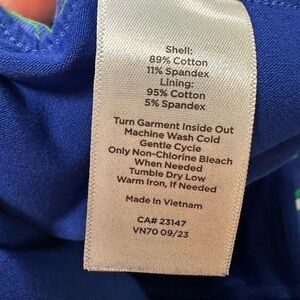 Shell:
89% Cotton
11% Spandex
Lining:
95% Cotton
5% Spandex
Turn Garment Inside Out
Machine Wash Cold
Gentle Cycle
Only Non-Chlorine Bleach
When Needed
Tumble Dry Low
Warm Iron, If Needed
Made In Vietnam
CA# 23147
VN70 09/23